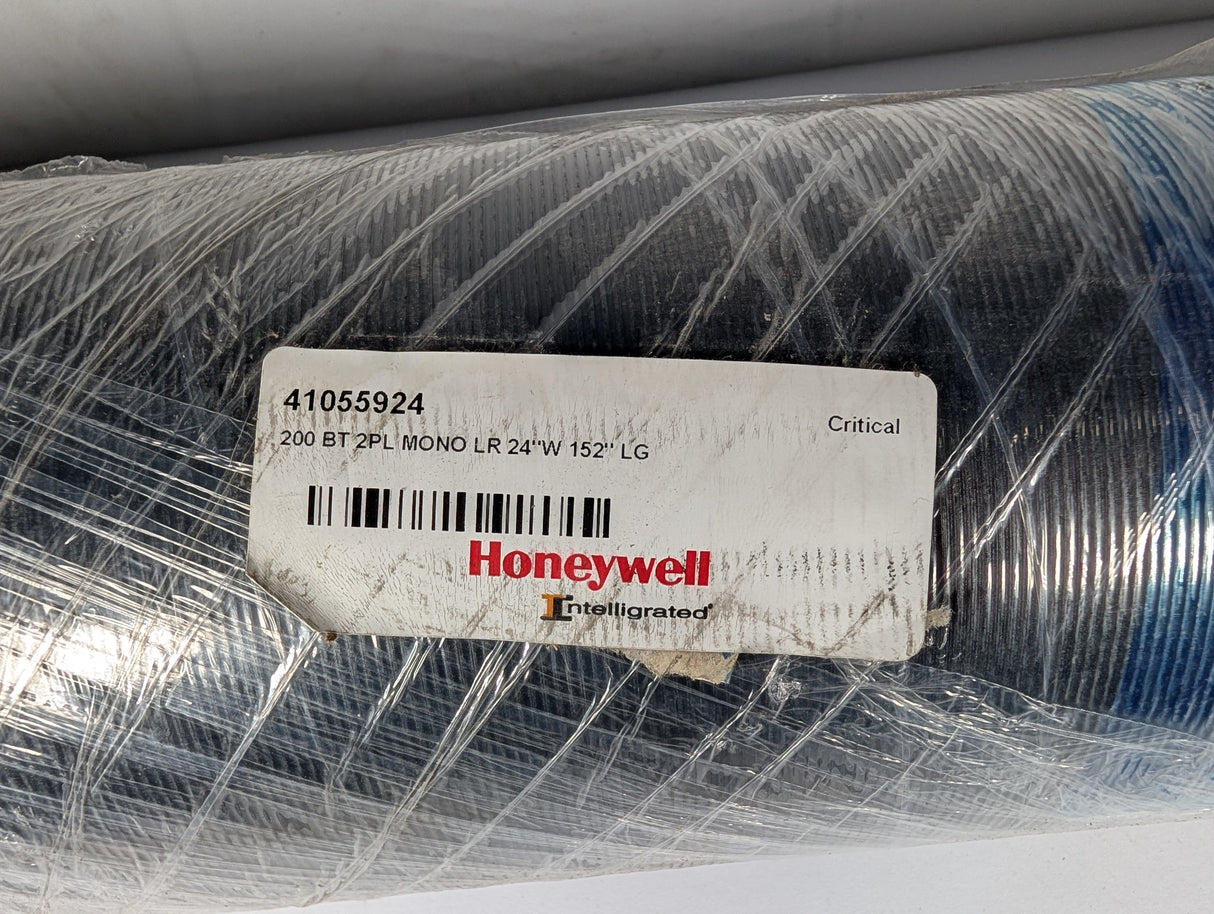 41055924
Critical
200 BT 2PL MONO LR 24"W 152" LG
Honeywell
Intelligrated